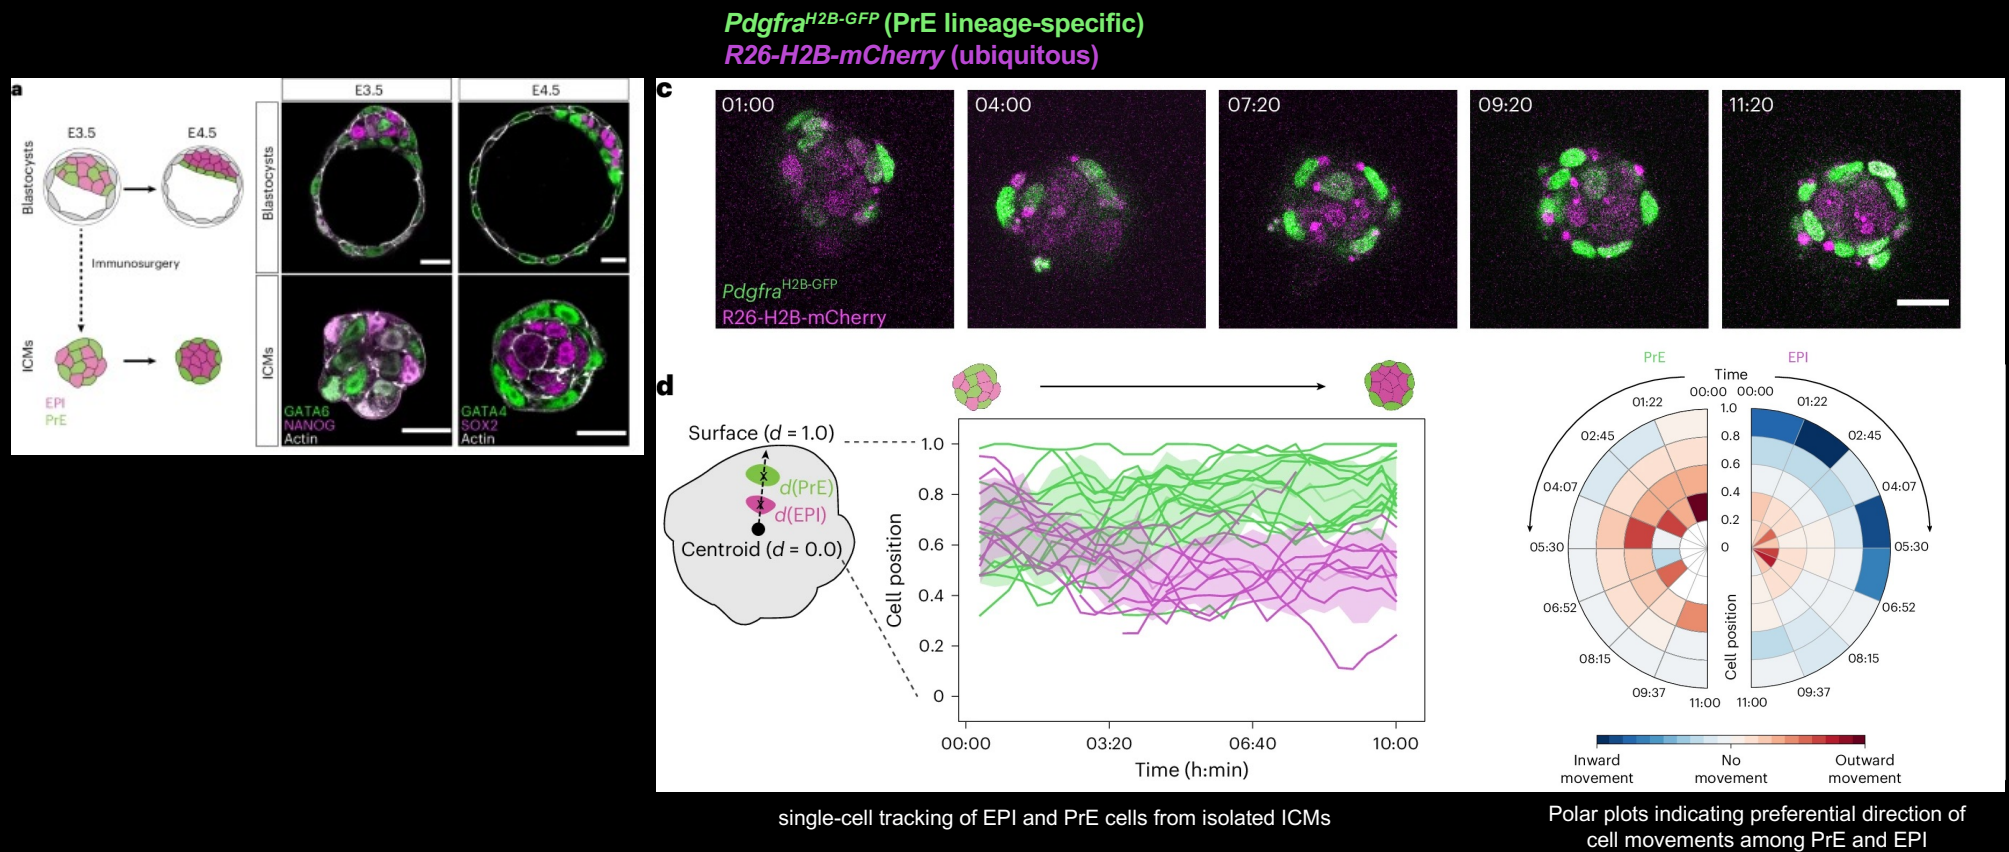 Pdgfra^H2B-GFP (PrE lineage-specific)
R26-H2B-mCherry (ubiquitous)
a
E3.5
E4.5
Blastocysts
Immunosurgery
ICMs
EPI
PrE
E3.5
E4.5
Blastocysts
ICMs
GATA6
NANOG
Actin
GATA4
SOX2
Actin
c
01:00
04:00
07:20
09:20
11:20
Pdgfra^H2B-GFP
R26-H2B-mCherry
d
Surface (d = 1.0)
d(PrE)
d(EPI)
Centroid (d = 0.0)
Cell position
1.0
0.8
0.6
0.4
0.2
0
00:00
03:20
06:40
10:00
Time (h:min)
PrE
EPI
Time
00:00
00:00
01:22
01:22
02:45
02:45
04:07
04:07
05:30
05:30
06:52
06:52
08:15
08:15
09:37
09:37
11:00
11:00
1.0
0.8
0.6
0.4
0.2
0
Cell position
Inward
movement
No
movement
Outward
movement
single-cell tracking of EPI and PrE cells from isolated ICMs
Polar plots indicating preferential direction of
cell movements among PrE and EPI